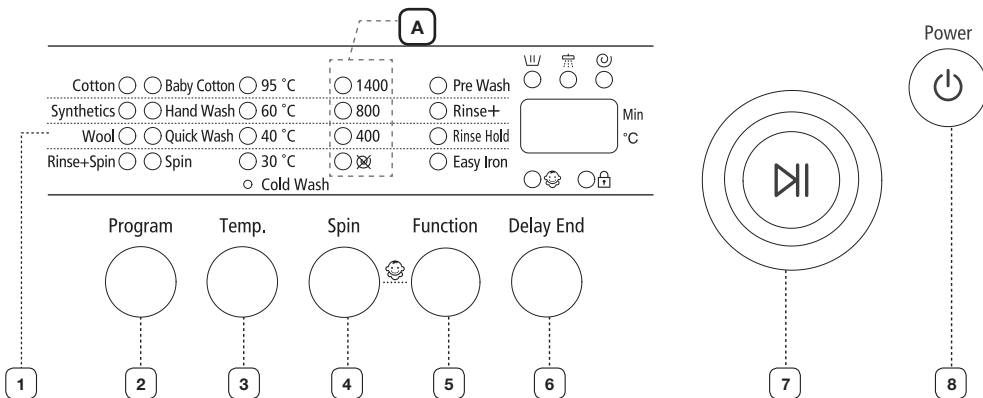 A
Power
Cotton Baby Cotton 95 °C 1400 Pre Wash
Synthetics Hand Wash 60 °C 800 Rinse+ Min
Wool Quick Wash 40 °C 400 Rinse Hold °C
Rinse+Spin Spin 30 °C Easy Iron
Cold Wash
Program Temp. Spin Function Delay End
1 2 3 4 5 6 7 8